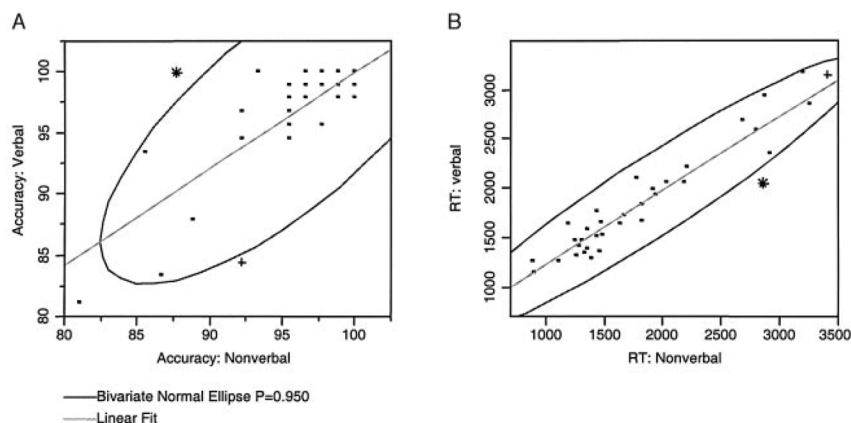 A
Accuracy: Verbal
100
95
90
85
80
80 85 90 95 100
Accuracy: Nonverbal
Bivariate Normal Ellipse P=0.950
Linear Fit
B
RT: verbal
3000
2500
2000
1500
1000
1000 1500 2000 2500 3000 3500
RT: Nonverbal